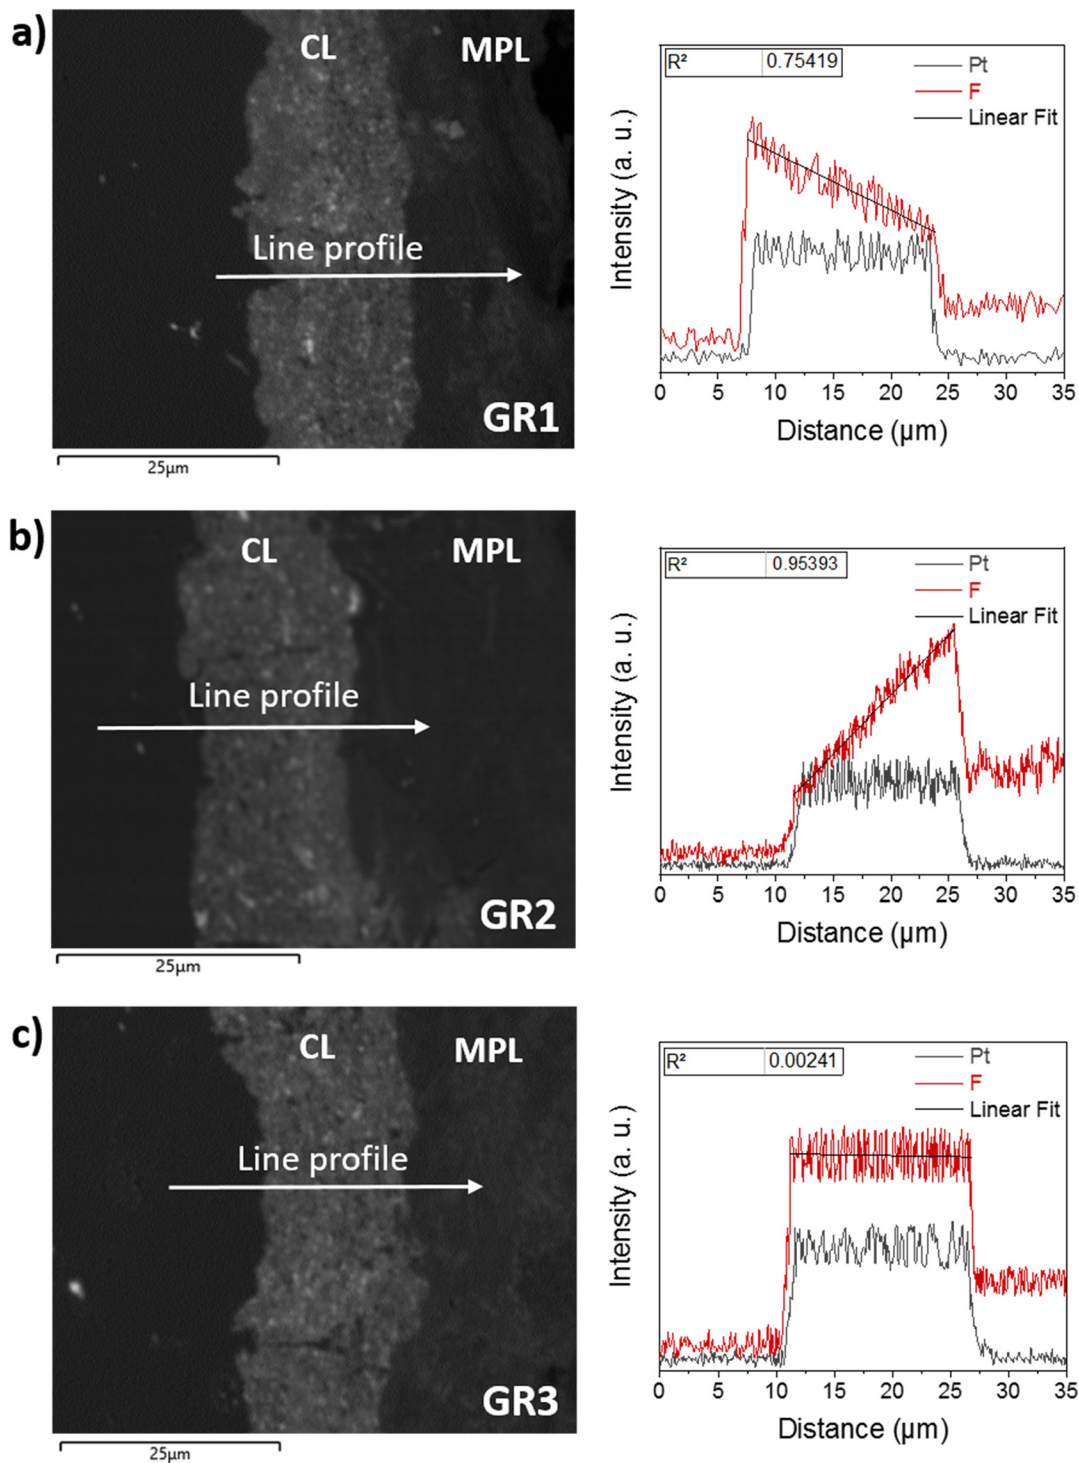 a)
CL
MPL
Line profile
GR1
25μm
R² 0.75419
Pt
F
Linear Fit
Intensity (a. u.)
0 5 10 15 20 25 30 35
Distance (μm)
b)
CL
MPL
Line profile
GR2
25μm
R² 0.95393
Pt
F
Linear Fit
Intensity (a. u.)
0 5 10 15 20 25 30 35
Distance (μm)
c)
CL
MPL
Line profile
GR3
25μm
R² 0.00241
Pt
F
Linear Fit
Intensity (a. u.)
0 5 10 15 20 25 30 35
Distance (μm)